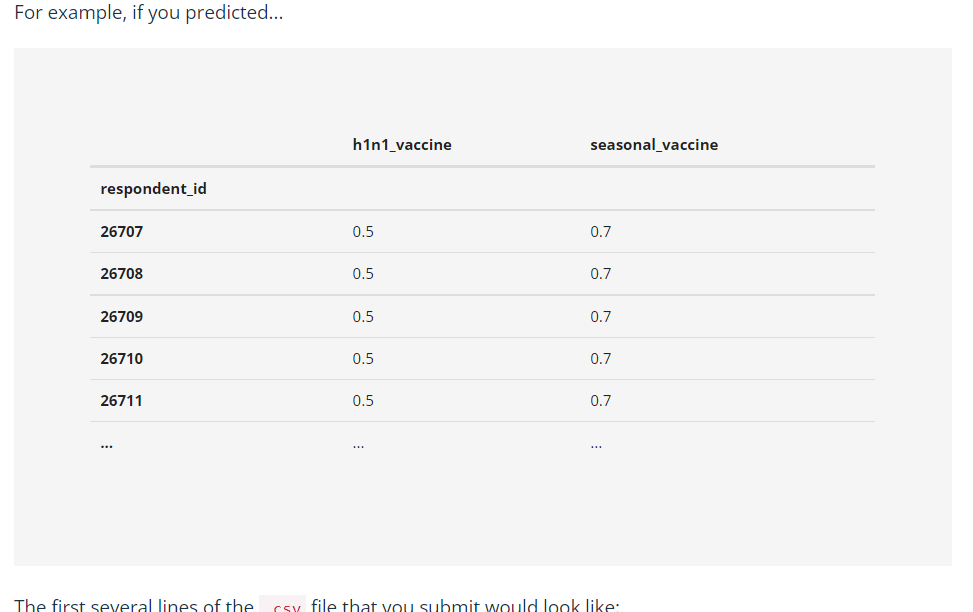 For example, if you predicted...
h1n1_vaccine seasonal_vaccine
respondent_id
26707 0.5 0.7
26708 0.5 0.7
26709 0.5 0.7
26710 0.5 0.7
26711 0.5 0.7
... ... ...
The first several lines of the .csv file that you submit would look like: